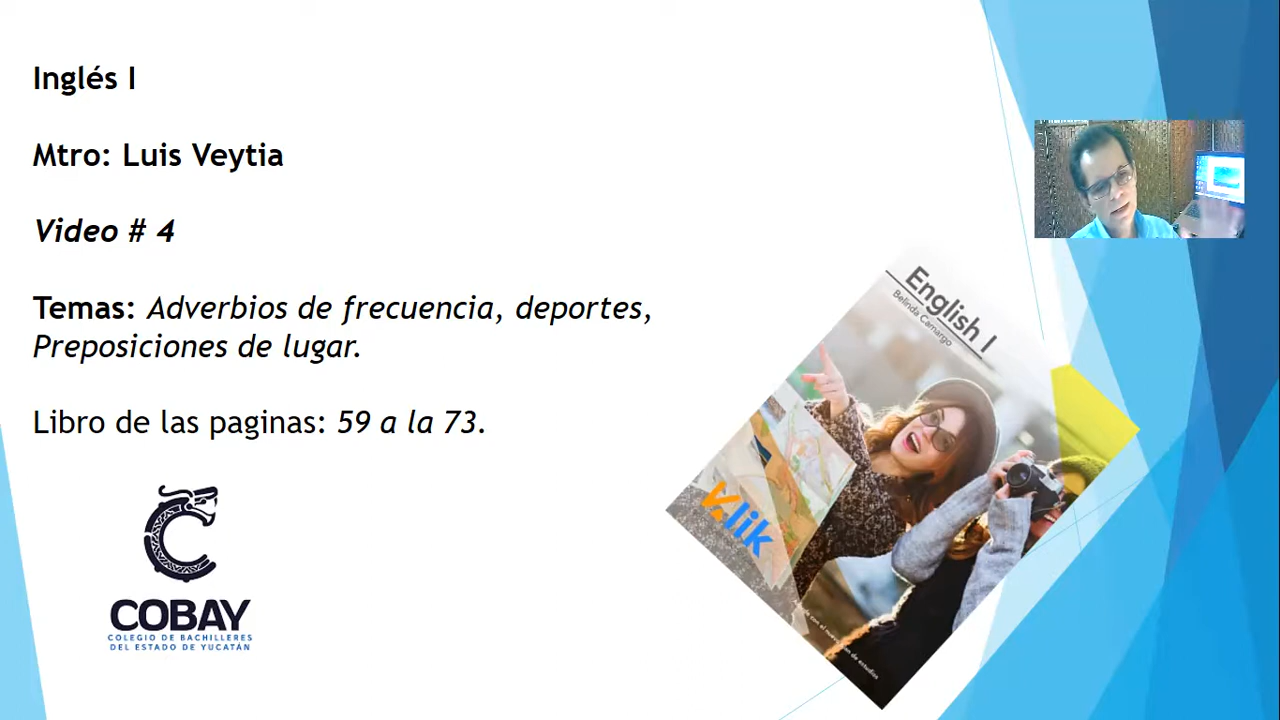 Inglés I
Mtro: Luis Veytia
Video # 4
Temas: Adverbios de frecuencia, deportes,
Preposiciones de lugar.
Libro de las paginas: 59 a la 73.
COBAY
COLEGIO DE BACHILLERES
DEL ESTADO DE YUCATÁN
English I
Belinda Camargo
klik